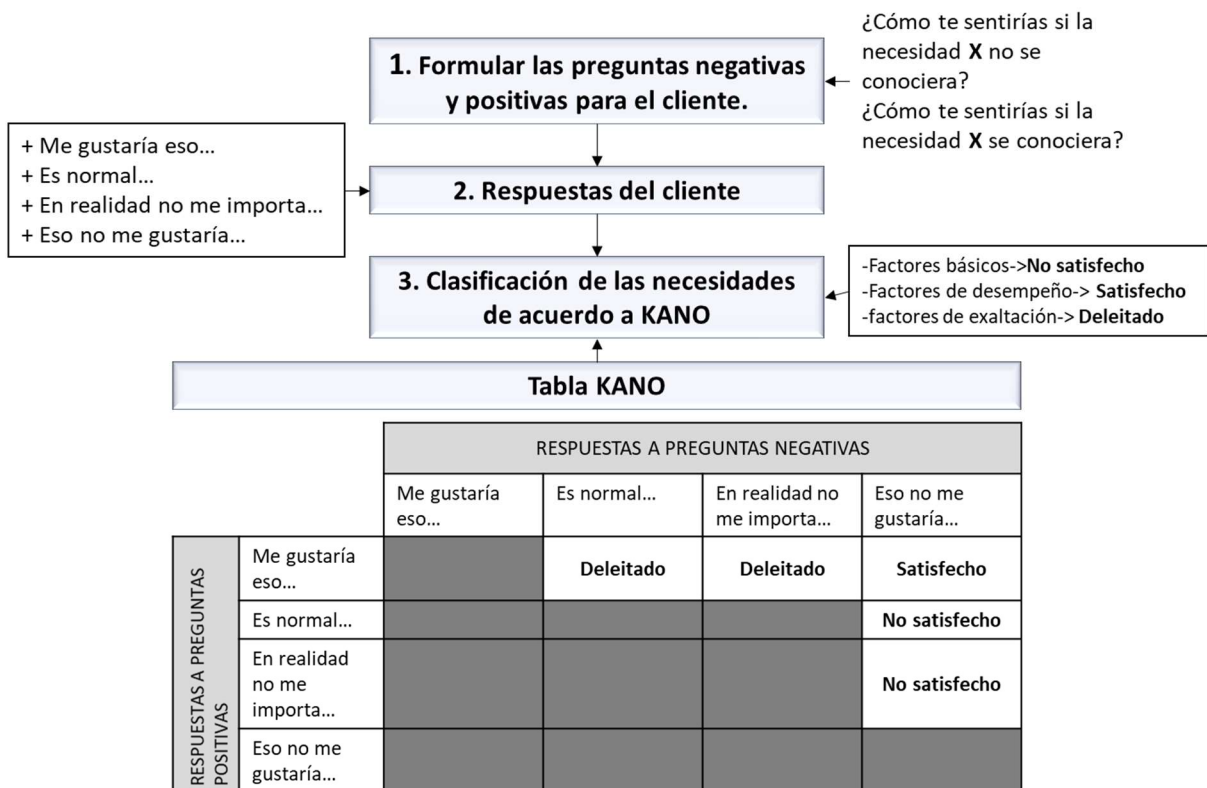 ¿Cómo te sentirías si la
necesidad X no se
conociera?
¿Cómo te sentirías si la
necesidad X se conociera?
1. Formular las preguntas negativas
y positivas para el cliente.
+ Me gustaría eso...
+ Es normal...
+ En realidad no me importa...
+ Eso no me gustaría...
2. Respuestas del cliente
3. Clasificación de las necesidades
de acuerdo a KANO
-Factores básicos->No satisfecho
-Factores de desempeño-> Satisfecho
-factores de exaltación-> Deleitado
Tabla KANO
RESPUESTAS A PREGUNTAS NEGATIVAS
Me gustaría
eso...
Es normal...
En realidad no
me importa...
Eso no me
gustaría...
RESPUESTAS A PREGUNTAS
POSITIVAS
Me gustaría
eso...
Deleitado
Deleitado
Satisfecho
Es normal...
No satisfecho
En realidad
no me
importa...
No satisfecho
Eso no me
gustaría...